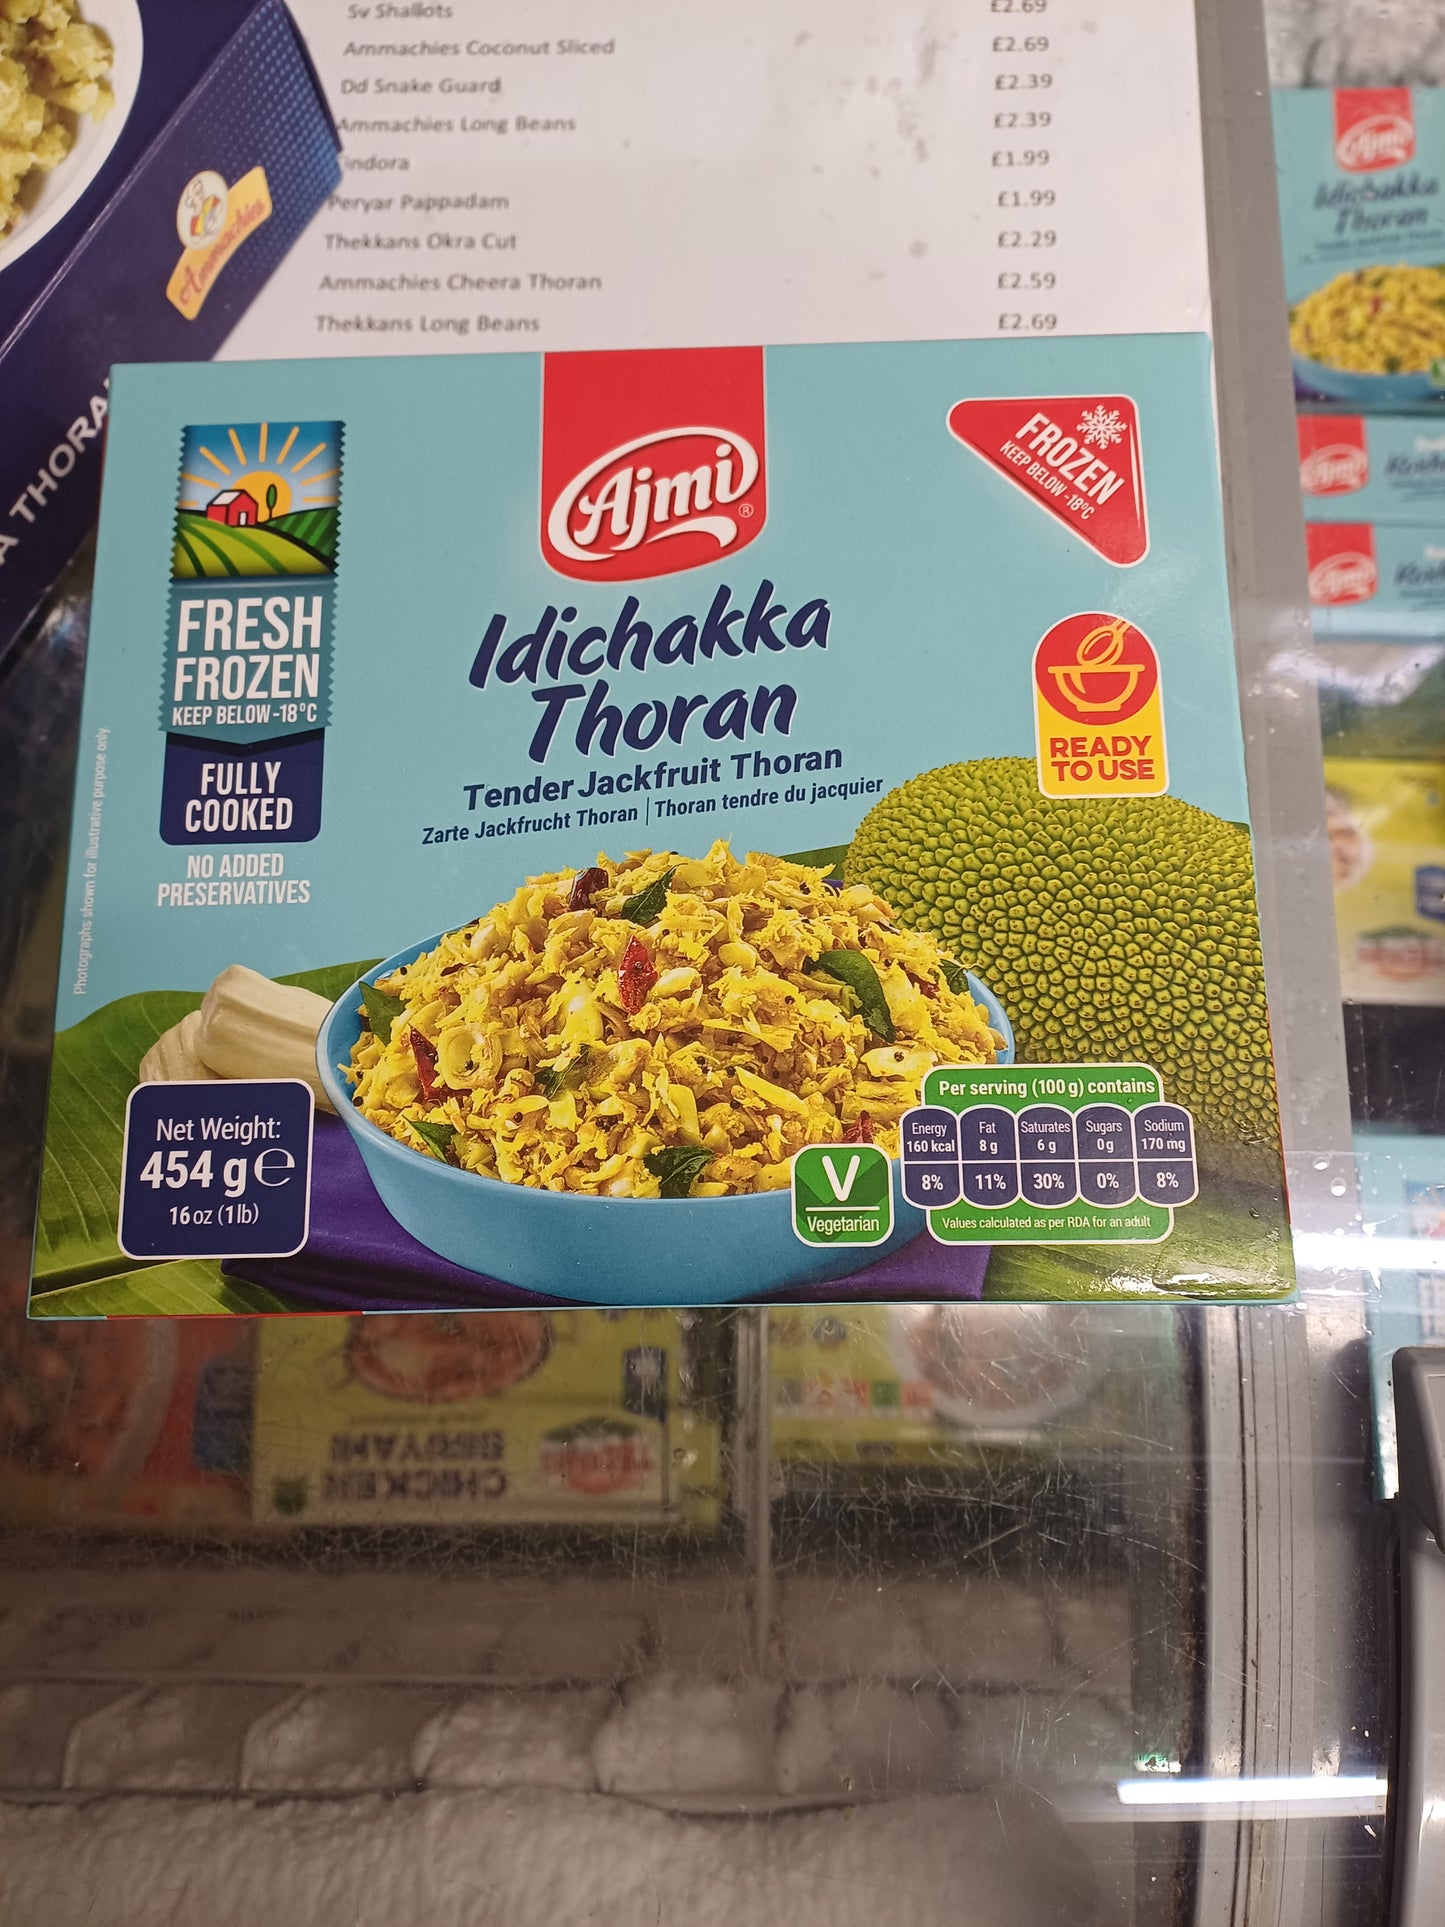 Sv Shallots £2.69
Ammachies Coconut Sliced £2.69
Dd Snake Guard £2.39
Ammachies Long Beans £2.39
indora £1.99
Peryar Pappadam £1.99
Thekkans Okra Cut £2.29
Ammachies Cheera Thoran £2.59
Thekkans Long Beans £2.69
Ammachies
A THORA
Ajmi
Idichakka
Thoran
Ajmi®
FROZEN
KEEP BELOW -18°C
FRESH
FROZEN
KEEP BELOW -18°C
FULLY
COOKED
NO ADDED
PRESERVATIVES
Photographs shown for illustrative purpose only.
Idichakka
Thoran
Tender Jackfruit Thoran
Zarte Jackfrucht Thoran | Thoran tendre du jacquier
READY
TO USE
Net Weight:
454 g e
16 oz (1 lb)
V
Vegetarian
Per serving (100 g) contains
Energy Fat Saturates Sugars Sodium
160 kcal 8 g 6 g 0 g 170 mg
8% 11% 30% 0% 8%
Values calculated as per RDA for an adult
CHICKEN
BIRIYANI